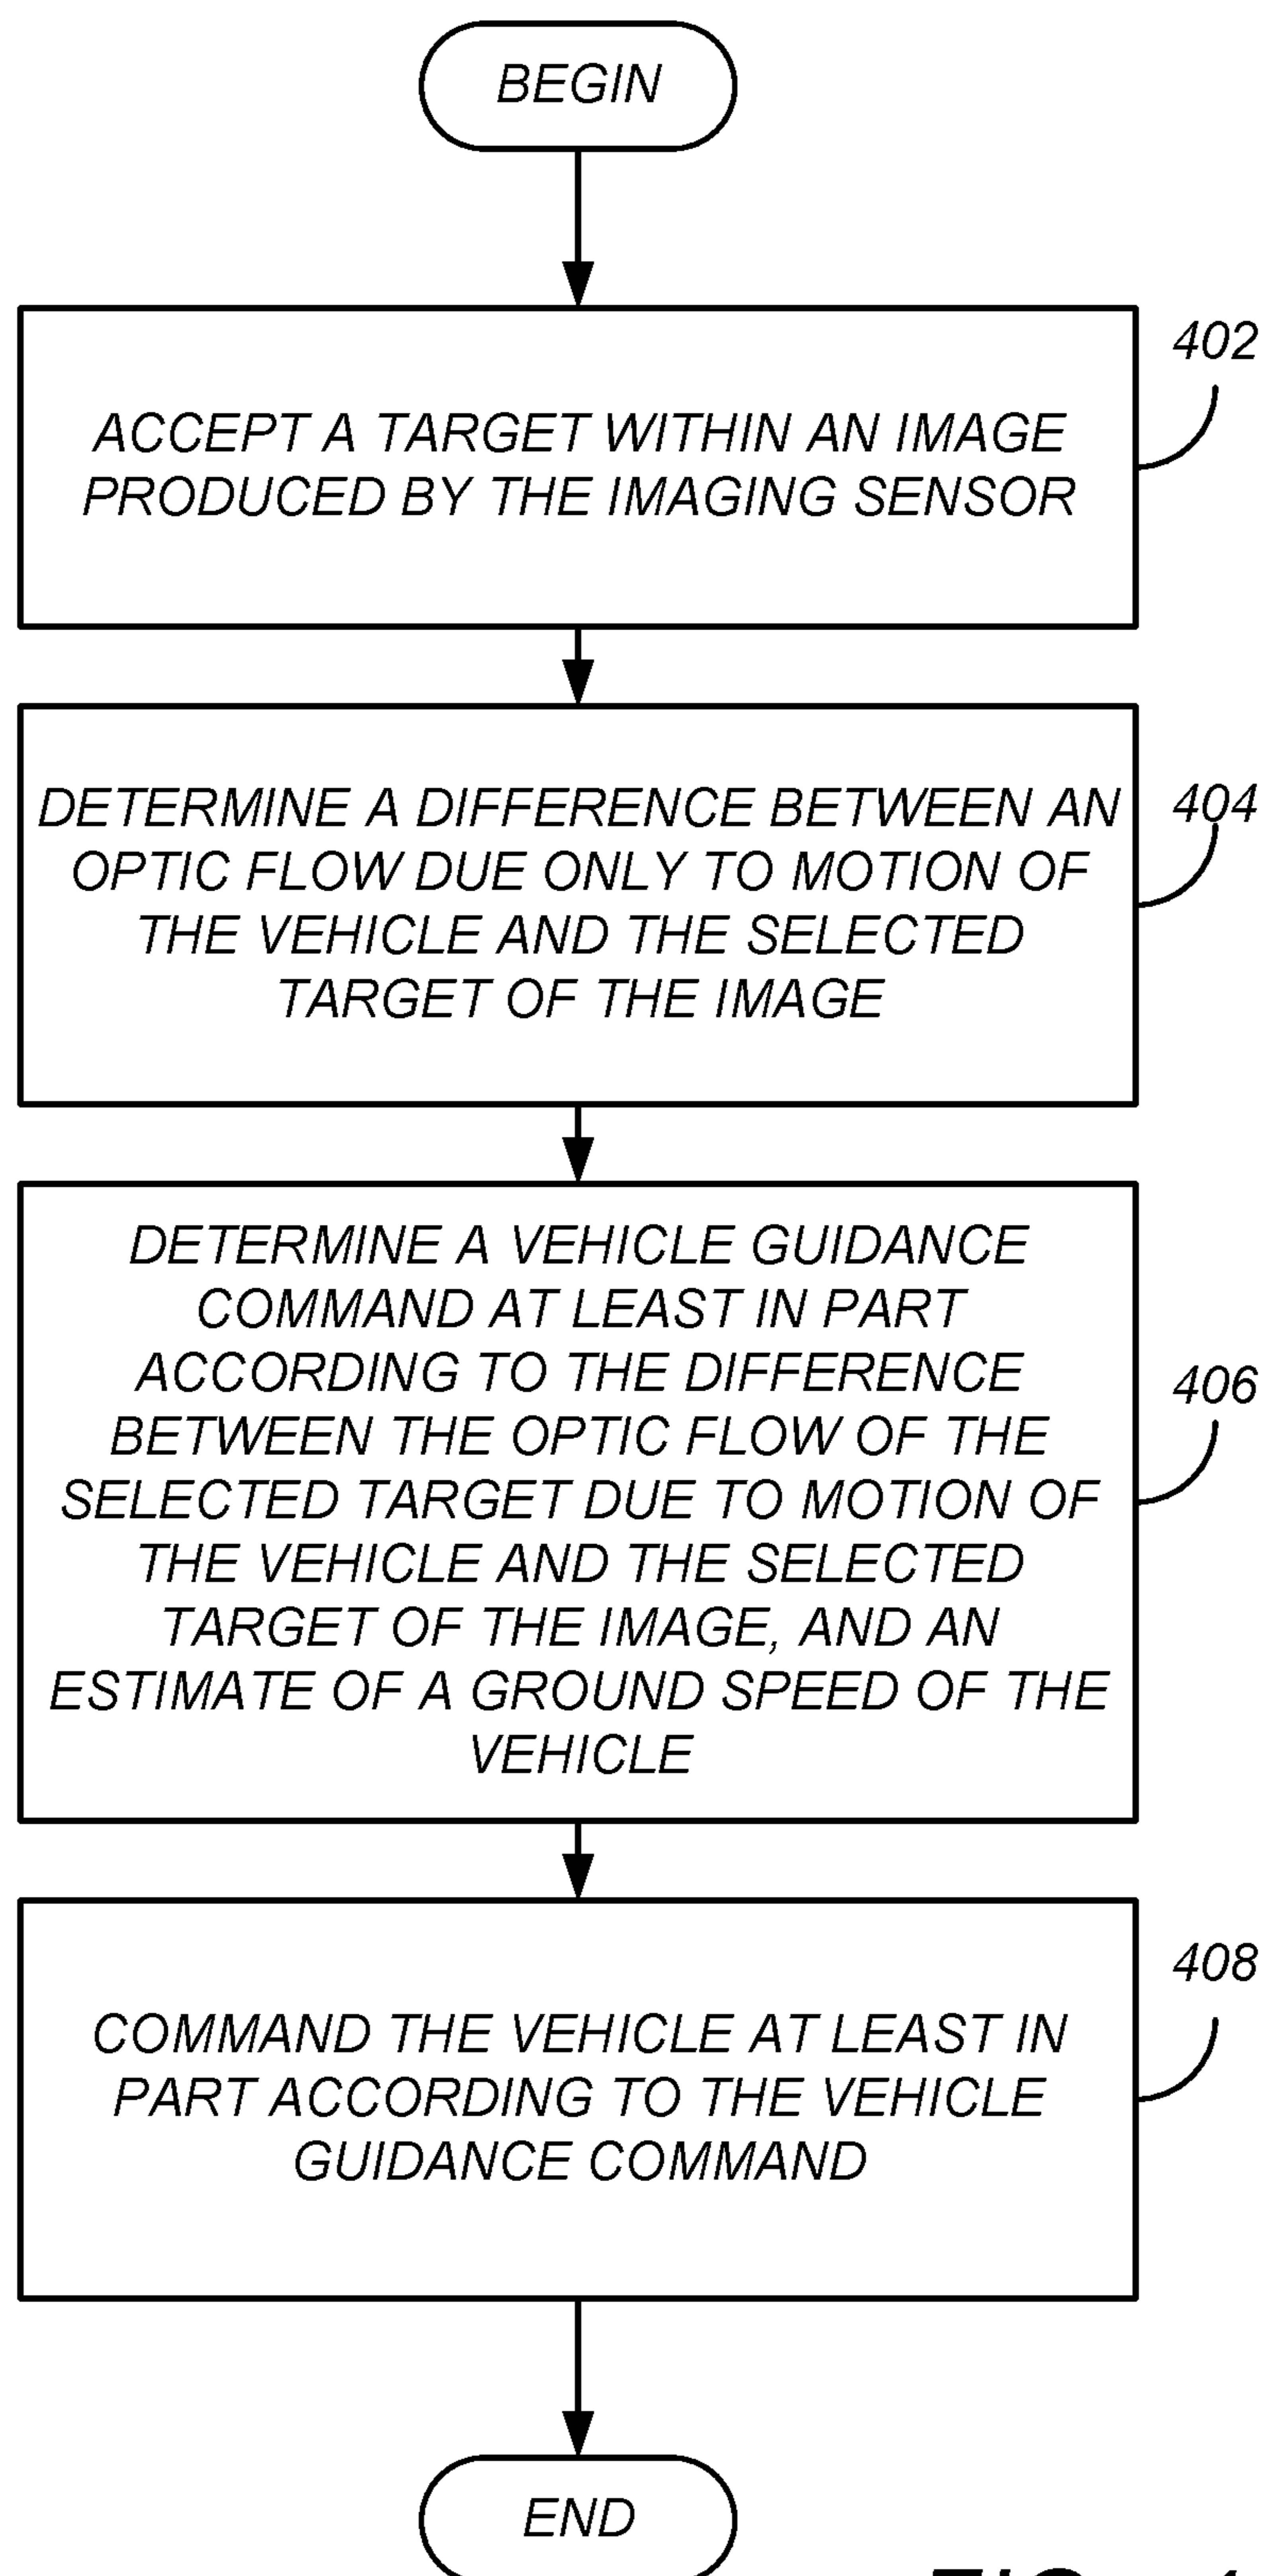 BEGIN
402
ACCEPT A TARGET WITHIN AN IMAGE
PRODUCED BY THE IMAGING SENSOR
404
DETERMINE A DIFFERENCE BETWEEN AN
OPTIC FLOW DUE ONLY TO MOTION OF
THE VEHICLE AND THE SELECTED
TARGET OF THE IMAGE
406
DETERMINE A VEHICLE GUIDANCE
COMMAND AT LEAST IN PART
ACCORDING TO THE DIFFERENCE
BETWEEN THE OPTIC FLOW OF THE
SELECTED TARGET DUE TO MOTION OF
THE VEHICLE AND THE SELECTED
TARGET OF THE IMAGE, AND AN
ESTIMATE OF A GROUND SPEED OF THE
VEHICLE
408
COMMAND THE VEHICLE AT LEAST IN
PART ACCORDING TO THE VEHICLE
GUIDANCE COMMAND
END